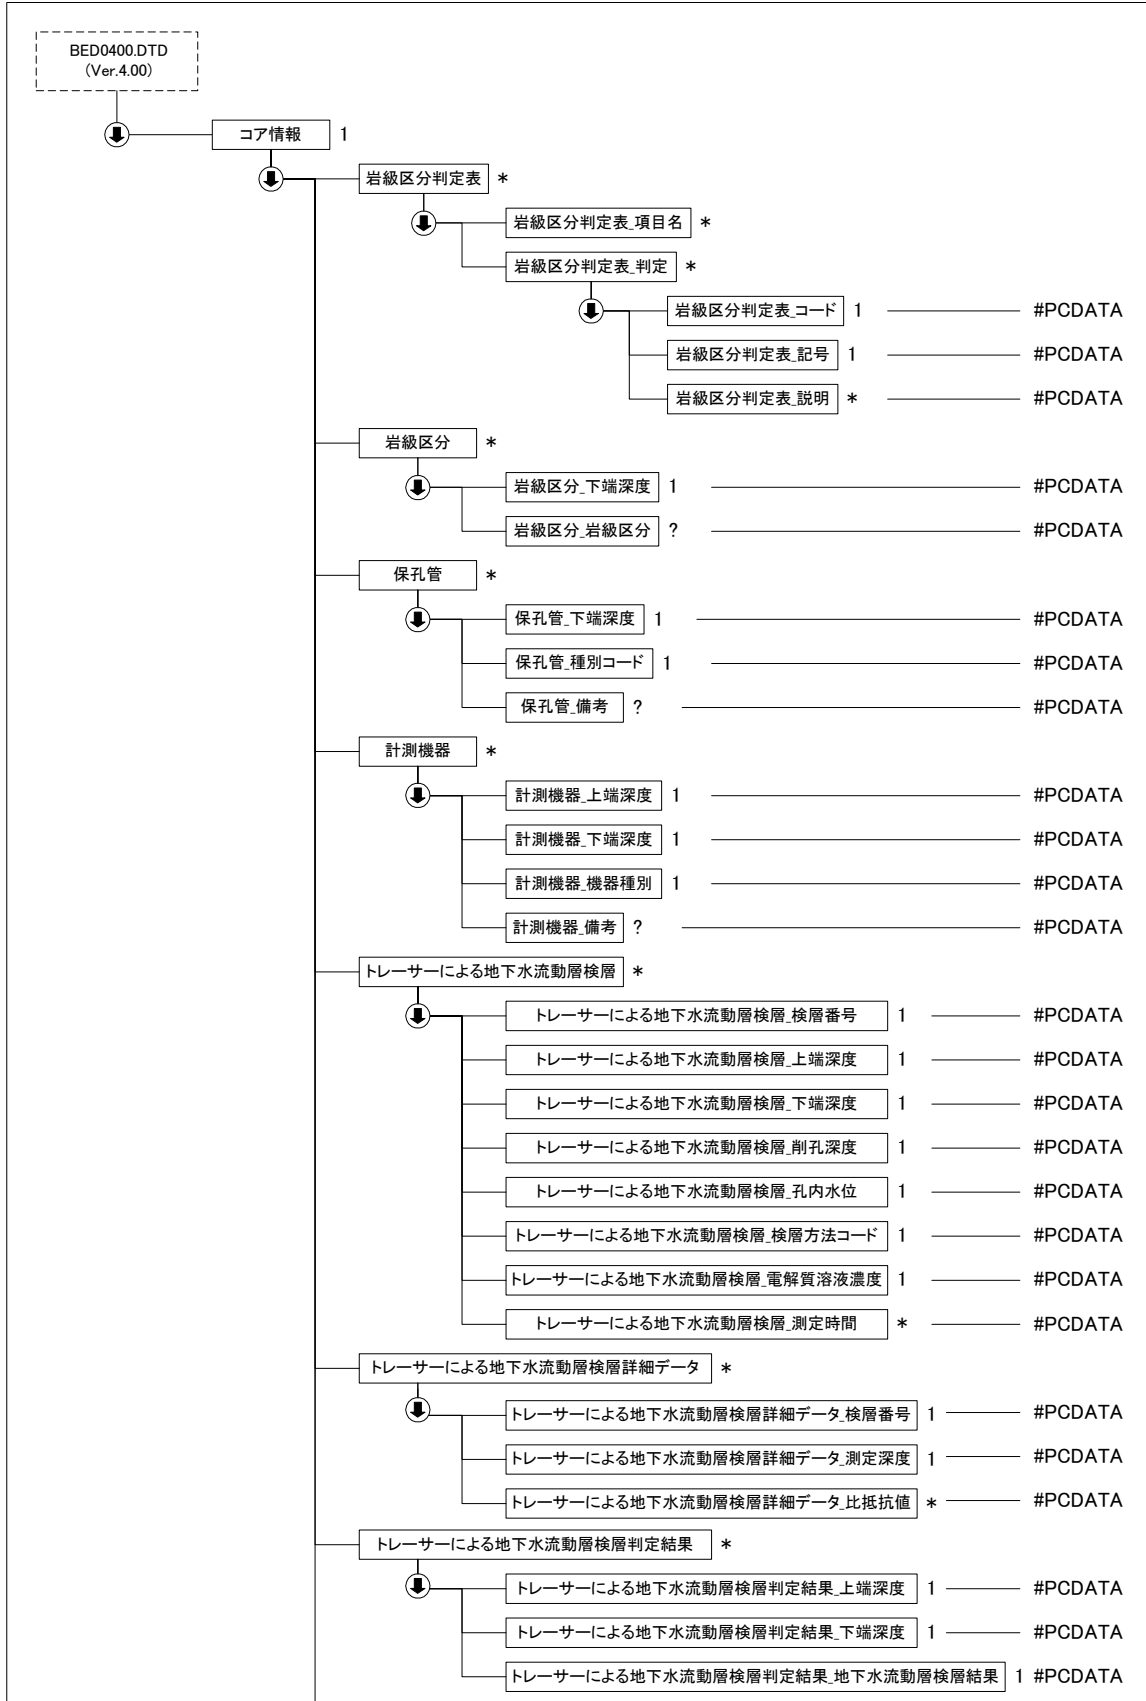 BED0400.DTD
(Ver.4.00)
コア情報 1
岩級区分判定表 *
岩級区分判定表_項目名 *
岩級区分判定表_判定 *
岩級区分判定表_コード 1 #PCDATA
岩級区分判定表_記号 1 #PCDATA
岩級区分判定表_説明 * #PCDATA
岩級区分 *
岩級区分_下端深度 1 #PCDATA
岩級区分_岩級区分 ? #PCDATA
保孔管 *
保孔管_下端深度 1 #PCDATA
保孔管_種別コード 1 #PCDATA
保孔管_備考 ? #PCDATA
計測機器 *
計測機器_上端深度 1 #PCDATA
計測機器_下端深度 1 #PCDATA
計測機器_機器種別 1 #PCDATA
計測機器_備考 ? #PCDATA
トレーサーによる地下水流動層検層 *
トレーサーによる地下水流動層検層_検層番号 1 #PCDATA
トレーサーによる地下水流動層検層_上端深度 1 #PCDATA
トレーサーによる地下水流動層検層_下端深度 1 #PCDATA
トレーサーによる地下水流動層検層_削孔深度 1 #PCDATA
トレーサーによる地下水流動層検層_孔内水位 1 #PCDATA
トレーサーによる地下水流動層検層_検層方法コード 1 #PCDATA
トレーサーによる地下水流動層検層_電解質溶液濃度 1 #PCDATA
トレーサーによる地下水流動層検層_測定時間 * #PCDATA
トレーサーによる地下水流動層検層詳細データ *
トレーサーによる地下水流動層検層詳細データ_検層番号 1 #PCDATA
トレーサーによる地下水流動層検層詳細データ_測定深度 1 #PCDATA
トレーサーによる地下水流動層検層詳細データ_比抵抗値 * #PCDATA
トレーサーによる地下水流動層検層判定結果 *
トレーサーによる地下水流動層検層判定結果_上端深度 1 #PCDATA
トレーサーによる地下水流動層検層判定結果_下端深度 1 #PCDATA
トレーサーによる地下水流動層検層判定結果_地下水流動層検層結果 1 #PCDATA